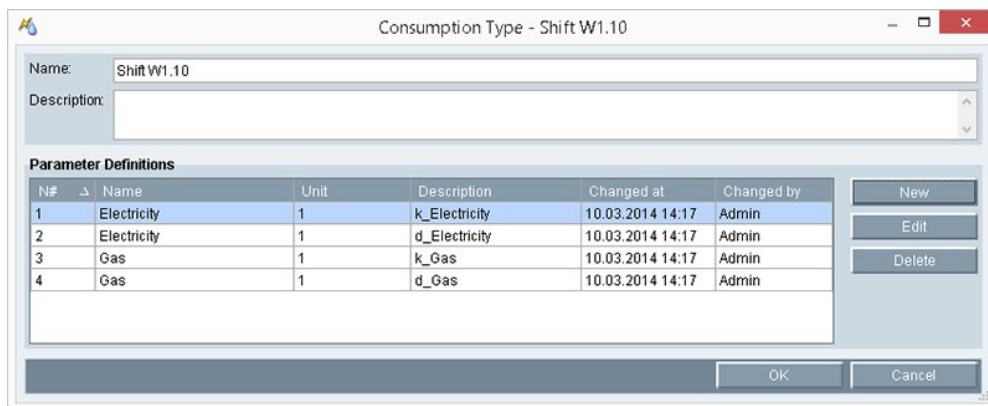 Consumption Type - Shift W1.10
Name: Shift W1.10
Description:
Parameter Definitions
N# Name Unit Description Changed at Changed by New
1 Electricity 1 k_Electricity 10.03.2014 14:17 Admin
Edit
2 Electricity 1 d_Electricity 10.03.2014 14:17 Admin
3 Gas 1 k_Gas 10.03.2014 14:17 Admin Delete
4 Gas 1 d_Gas 10.03.2014 14:17 Admin
OK Cancel